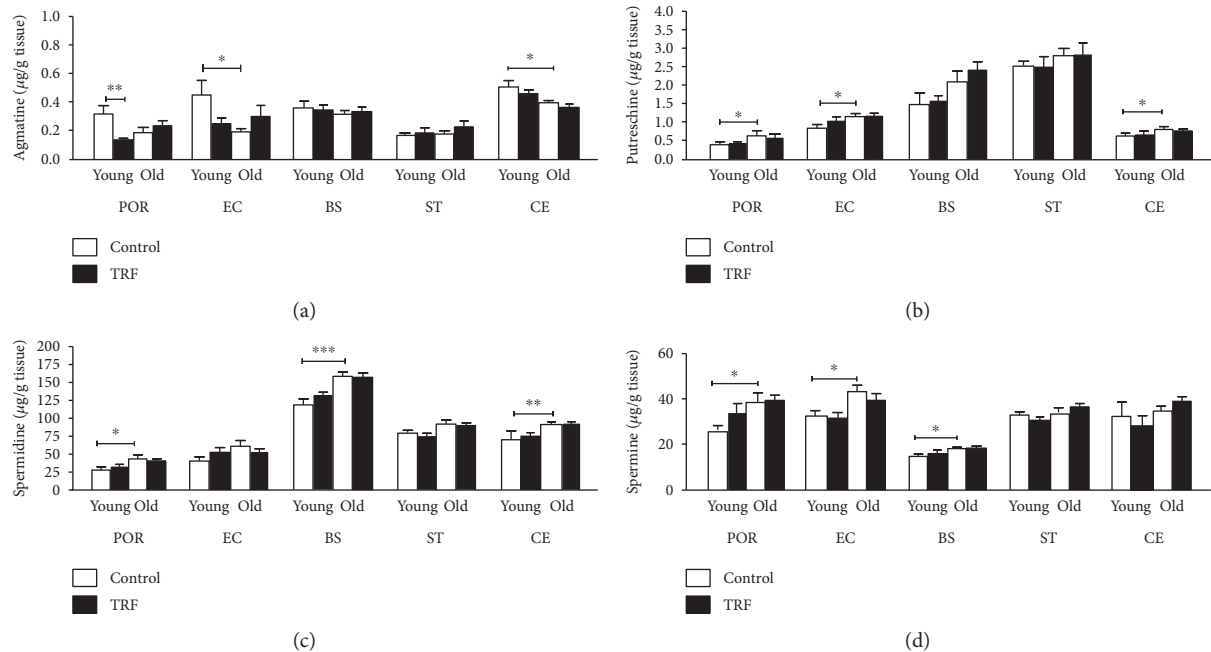 Agmatine (μg/g tissue)
1.0
0.8
0.6
0.4
0.2
0.0
** * *
Young Old Young Old Young Old Young Old Young Old
POR EC BS ST CE
Control
TRF
(a)
Putreschine (μg/g tissue)
4.0
3.5
3.0
2.5
2.0
1.5
1.0
0.5
0.0
* * *
Young Old Young Old Young Old Young Old Young Old
POR EC BS ST CE
Control
TRF
(b)
Spermidine (μg/g tissue)
200
175
150
125
100
75
50
25
0
* *** **
Young Old Young Old Young Old Young Old Young Old
POR EC BS ST CE
Control
TRF
(c)
Spermine (μg/g tissue)
60
40
20
0
* * *
Young Old Young Old Young Old Young Old Young Old
POR EC BS ST CE
Control
TRF
(d)